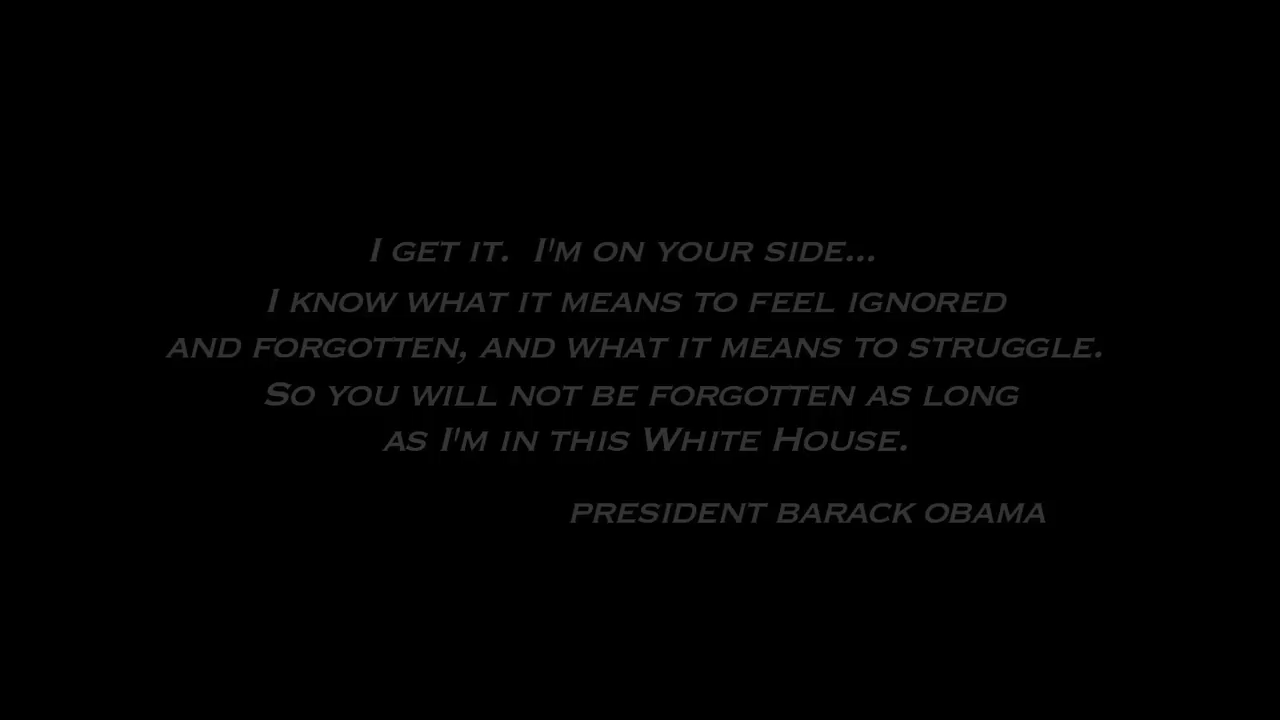 I GET IT.  I'M ON YOUR SIDE...
I KNOW WHAT IT MEANS TO FEEL IGNORED
AND FORGOTTEN, AND WHAT IT MEANS TO STRUGGLE.
SO YOU WILL NOT BE FORGOTTEN AS LONG
AS I'M IN THIS WHITE HOUSE.
PRESIDENT BARACK OBAMA